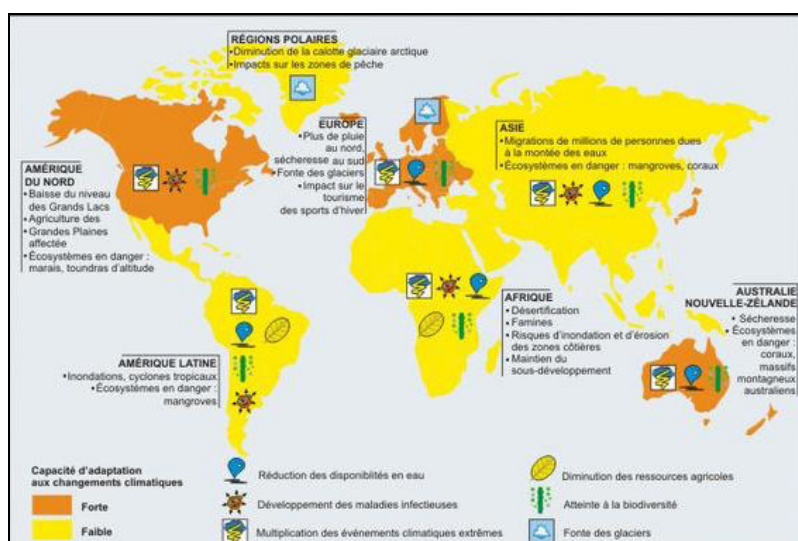 RÉGIONS POLAIRES
•Diminution de la calotte glaciaire arctique
•Impacts sur les zones de pêche
EUROPE
•Plus de pluie
au nord,
sécheresse au sud
•Fonte des glaciers
•Impact sur le
tourisme
des sports d'hiver
ASIE
•Migrations de millions de personnes dues
à la montée des eaux
•Écosystèmes en danger : mangroves, coraux
AMÉRIQUE
DU NORD
•Baisse du niveau
des Grands Lacs
•Agriculture des
•Grandes Plaines
affectée
•Écosystèmes en danger :
marais, toundras d'altitude
AFRIQUE
•Désertification
•Famines
•Risques d'inondation et d'érosion
des zones côtières
•Maintien du
sous-développement
AUSTRALIE
NOUVELLE-ZÉLANDE
•Sécheresse
•Écosystèmes
en danger :
coraux,
massifs
montagneux
australiens
AMÉRIQUE LATINE
•Inondations, cyclones tropicaux
•Écosystèmes en danger :
mangroves
Capacité d'adaptation
aux changements climatiques
Forte
Faible
Réduction des disponiblités en eau
Développement des maladies infectieuses
Multiplication des événements climatiques extrêmes
Diminution des ressources agricoles
Atteinte à la biodiversité
Fonte des glaciers